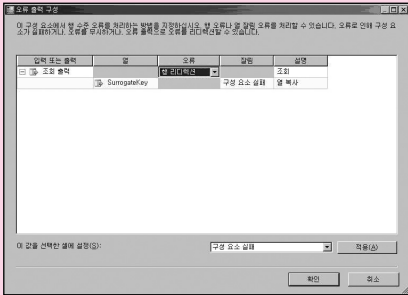 오류 출력 구성
이 구성 요소에서 행 수준 오류를 처리하는 방법을 지정하십시오. 행 오류나 열 잘림 오류를 처리할 수 있습니다. 오류로 인해 구성 요
소가 실패하거나, 오류를 무시하거나, 오류 출력으로 오류를 리디렉션할 수 있습니다.
입력 또는 출력 열 오류 잘림 설명
조회 출력 행 리디렉션 조회
SurrogateKey 구성 요소 실패 열 복사
이 값을 선택한 셀에 설정(S): 구성 요소 실패 적용(A)
확인 취소